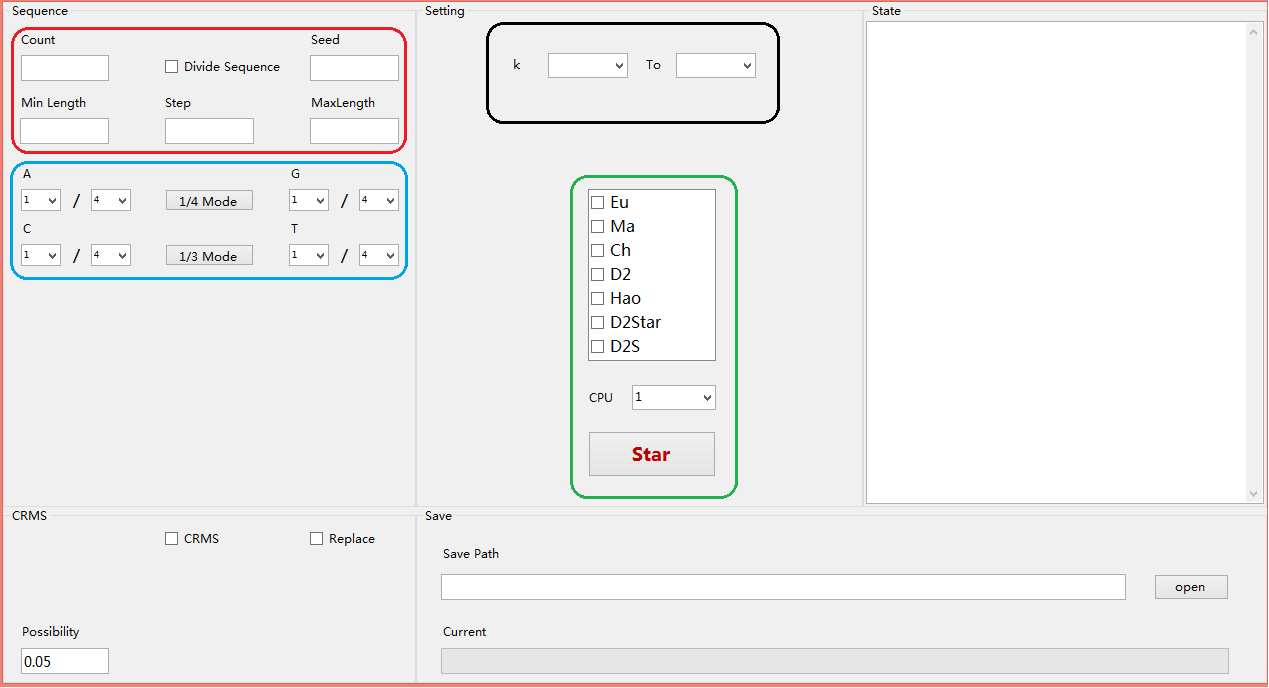 Sequence
Count
Seed
Divide Sequence
Min Length
Step
MaxLength
A
G
1 / 4
1/4 Mode
1 / 4
C
T
1 / 4
1/3 Mode
1 / 4
Setting
k
To
Eu
Ma
Ch
D2
Hao
D2Star
D2S
CPU 1
Star
State
CRMS
CRMS
Replace
Possibility
0.05
Save
Save Path
open
Current